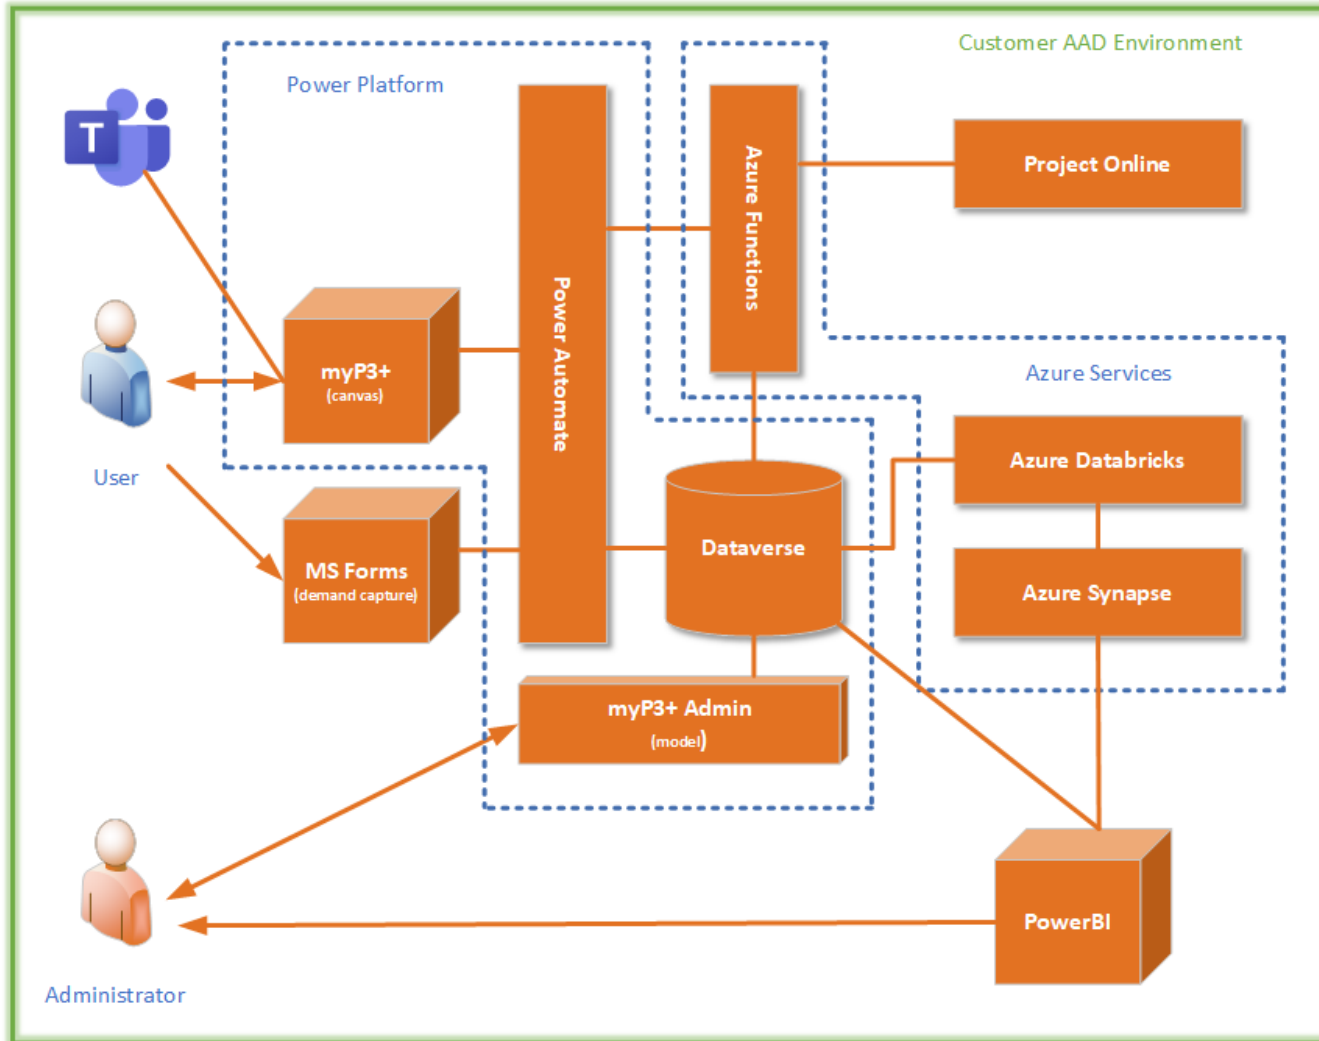 Customer AAD Environment
Power Platform
T
Azure Functions
Project Online
Power Automate
myP3+
(canvas)
Azure Services
User
Azure Databricks
MS Forms
(demand capture)
Dataverse
Azure Synapse
myP3+ Admin
(model)
PowerBI
Administrator